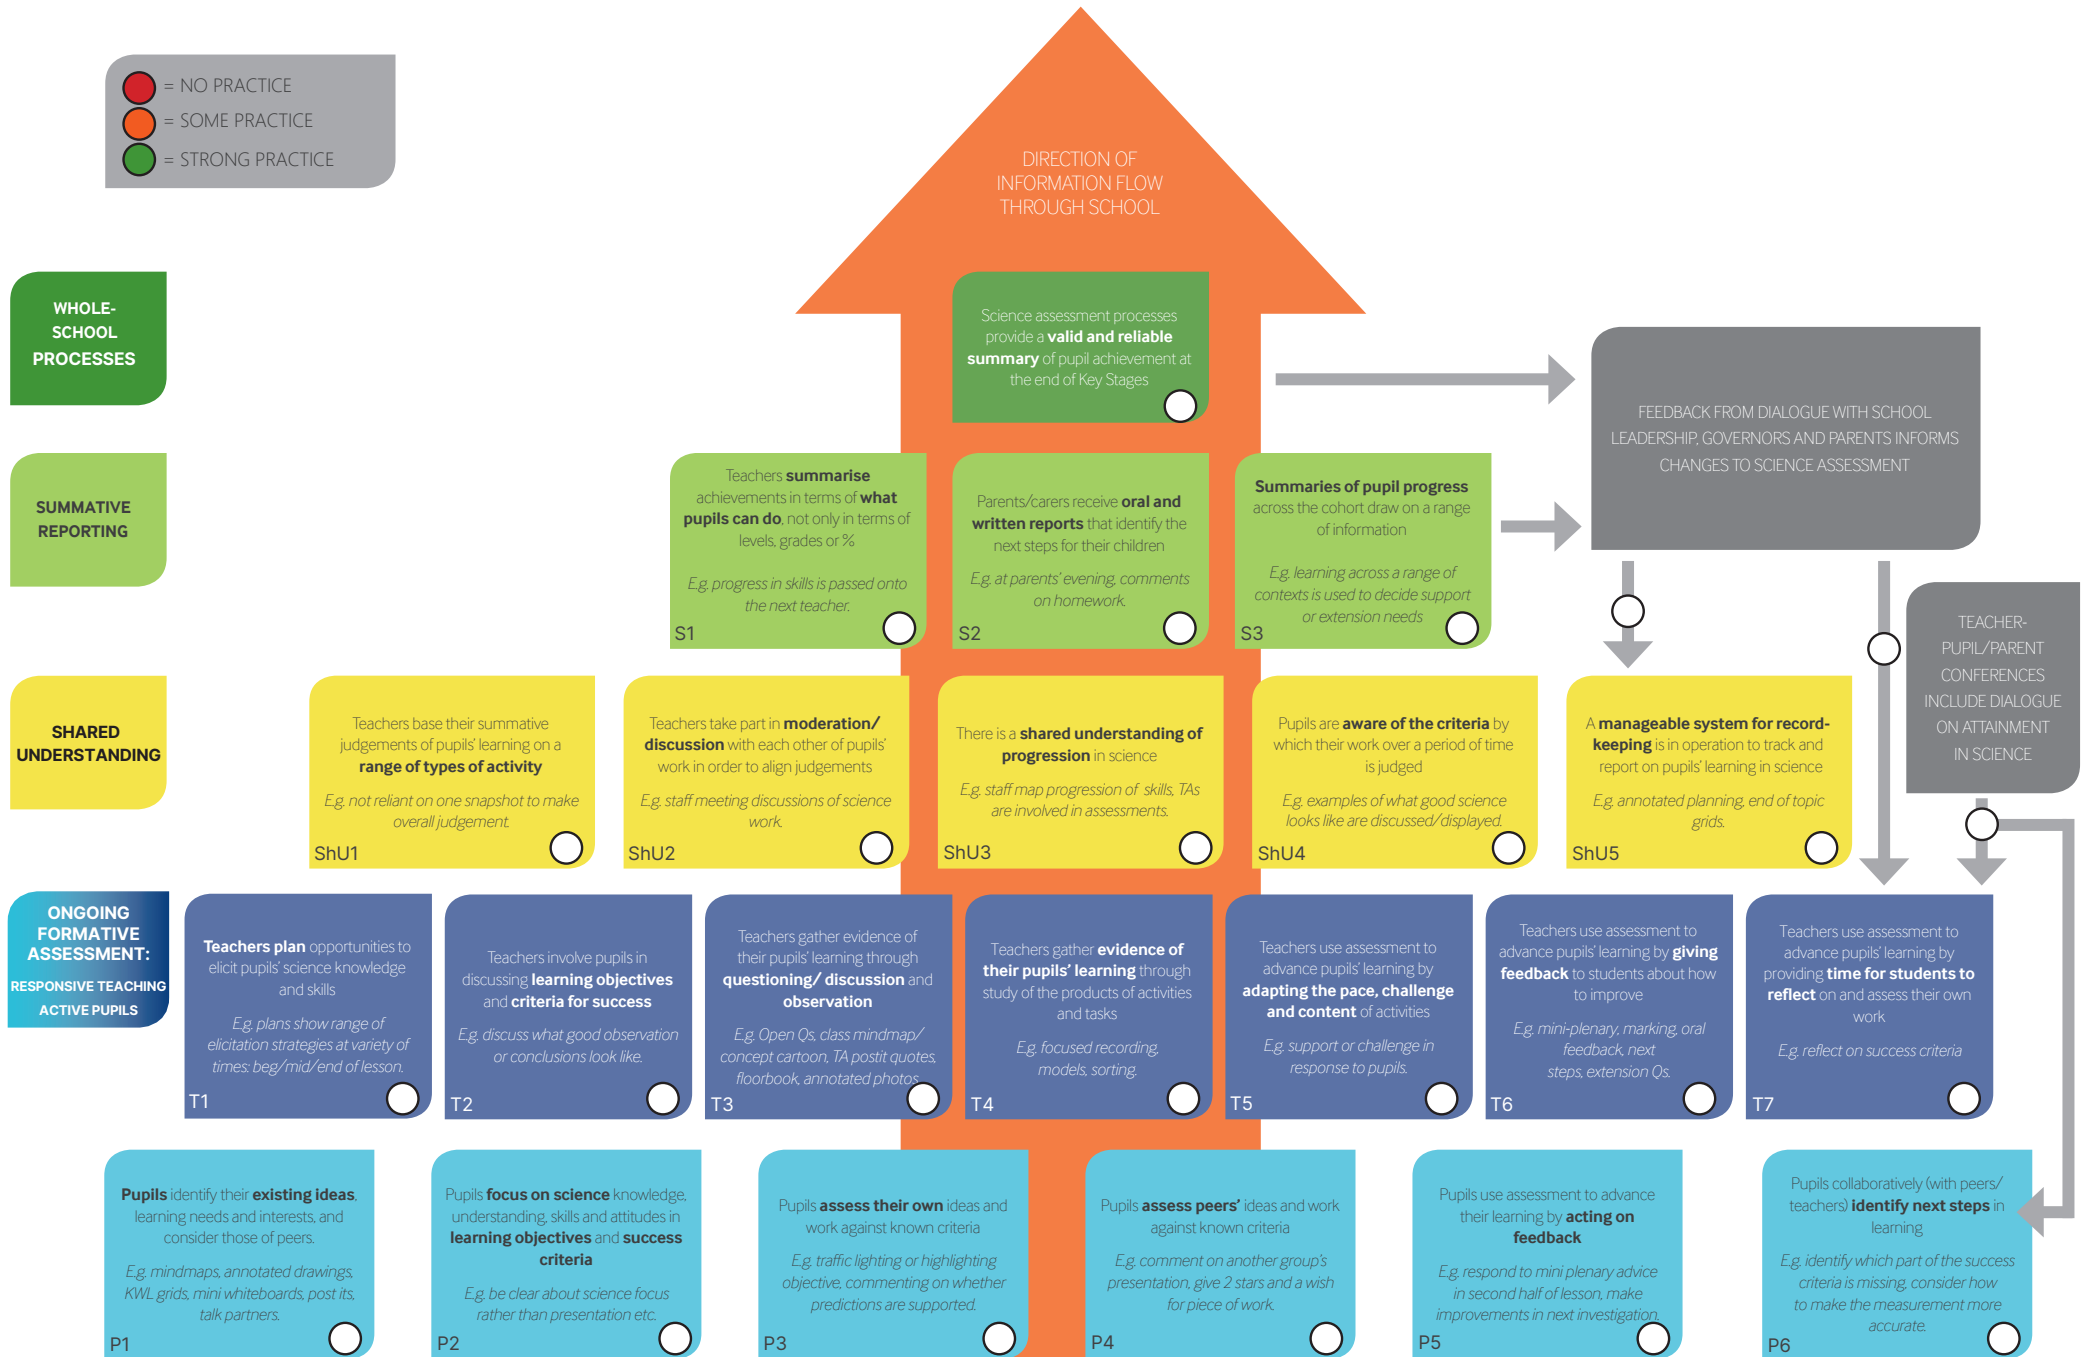 = NO PRACTICE
= SOME PRACTICE
= STRONG PRACTICE
DIRECTION OF
INFORMATION FLOW
THROUGH SCHOOL
WHOLE-
SCHOOL
PROCESSES
Science assessment processes
provide a valid and reliable
summary of pupil achievement at
the end of Key Stages
FEEDBACK FROM DIALOGUE WITH SCHOOL
LEADERSHIP, GOVERNORS AND PARENTS INFORMS
CHANGES TO SCIENCE ASSESSMENT
SUMMATIVE
REPORTING
Teachers summarise
achievements in terms of what
pupils can do, not only in terms of
levels, grades or %
E.g. progress in skills is passed onto
the next teacher.
S1
Parents/carers receive oral and
written reports that identify the
next steps for their children
E.g. at parents' evening, comments
on homework.
S2
Summaries of pupil progress
across the cohort draw on a range
of information
E.g. learning across a range of
contexts is used to decide support
or extension needs
S3
TEACHER-
PUPIL/PARENT
CONFERENCES
INCLUDE DIALOGUE
ON ATTAINMENT
IN SCIENCE
SHARED
UNDERSTANDING
Teachers base their summative
judgements of pupils' learning on a
range of types of activity
E.g. not reliant on one snapshot to make
overall judgement.
ShU1
Teachers take part in moderation/
discussion with each other of pupils'
work in order to align judgements
E.g. staff meeting discussions of science
work.
ShU2
There is a shared understanding of
progression in science
E.g. staff map progression of skills, TAs
are involved in assessments.
ShU3
Pupils are aware of the criteria by
which their work over a period of time
is judged
E.g. examples of what good science
looks like are discussed/displayed.
ShU4
A manageable system for record-
keeping is in operation to track and
report on pupils' learning in science
E.g. annotated planning, end of topic
grids.
ShU5
ONGOING
FORMATIVE
ASSESSMENT:
RESPONSIVE TEACHING
ACTIVE PUPILS
Teachers plan opportunities to
elicit pupils' science knowledge
and skills
E.g. plans show range of
elicitation strategies at variety of
times: beg/mid/end of lesson.
T1
Teachers involve pupils in
discussing learning objectives
and criteria for success
E.g. discuss what good observation
or conclusions look like.
T2
Teachers gather evidence of
their pupils' learning through
questioning/ discussion and
observation
E.g. Open Qs, class mindmap/
concept cartoon, TA postit quotes,
floorbook, annotated photos
T3
Teachers gather evidence of
their pupils' learning through
study of the products of activities
and tasks
E.g. focused recording,
models, sorting.
T4
Teachers use assessment to
advance pupils' learning by
adapting the pace, challenge
and content of activities
E.g. support or challenge in
response to pupils.
T5
Teachers use assessment to
advance pupils' learning by giving
feedback to students about how
to improve
E.g. mini-plenary, marking, oral
feedback, next
steps, extension Qs.
T6
Teachers use assessment to
advance pupils' learning by
providing time for students to
reflect on and assess their own
work
E.g. reflect on success criteria
T7
Pupils identify their existing ideas,
learning needs and interests, and
consider those of peers.
E.g. mindmaps, annotated drawings,
KWL grids, mini whiteboards, post its,
talk partners.
P1
Pupils focus on science knowledge,
understanding, skills and attitudes in
learning objectives and success
criteria
E.g. be clear about science focus
rather than presentation etc.
P2
Pupils assess their own ideas and
work against known criteria
E.g. traffic lighting or highlighting
objective, commenting on whether
predictions are supported.
P3
Pupils assess peers' ideas and work
against known criteria
E.g. comment on another group's
presentation, give 2 stars and a wish
for piece of work.
P4
Pupils use assessment to advance
their learning by acting on
feedback
E.g. respond to mini plenary advice
in second half of lesson, make
improvements in next investigation.
P5
Pupils collaboratively (with peers/
teachers) identify next steps in
learning
E.g. identify which part of the success
criteria is missing, consider how
to make the measurement more
accurate.
P6